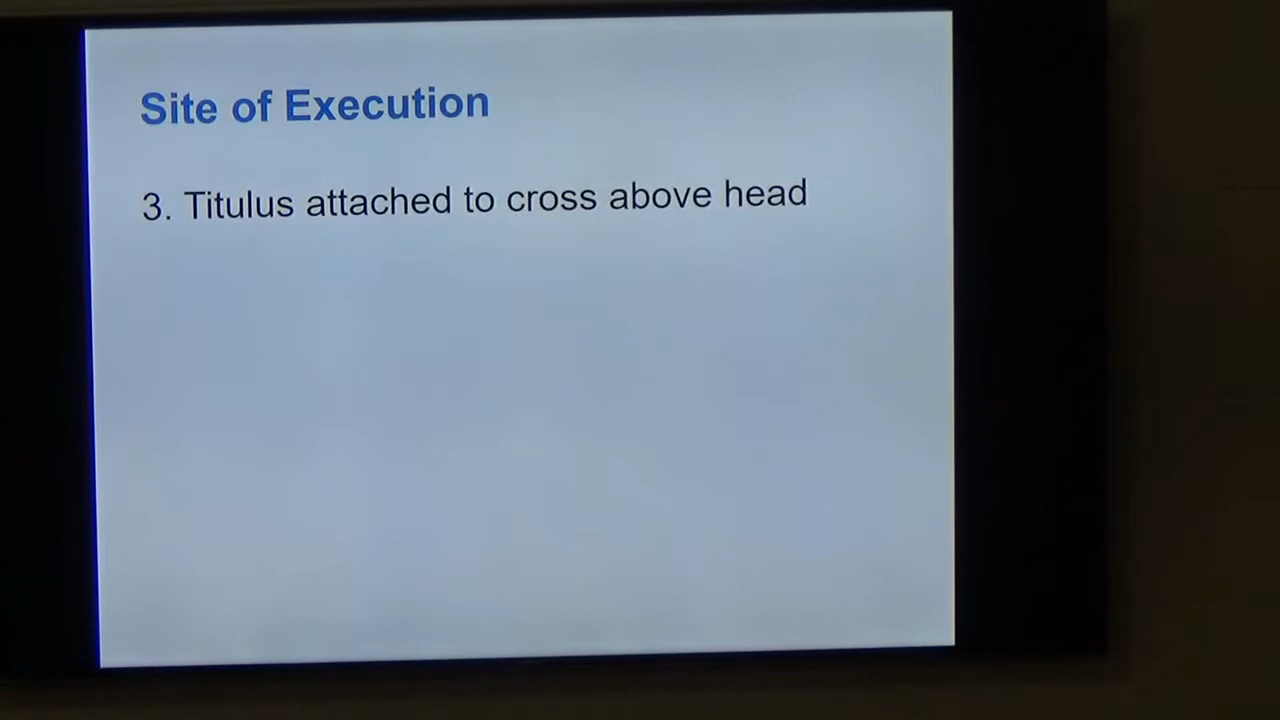 Site of Execution
3. Titulus attached to cross above head